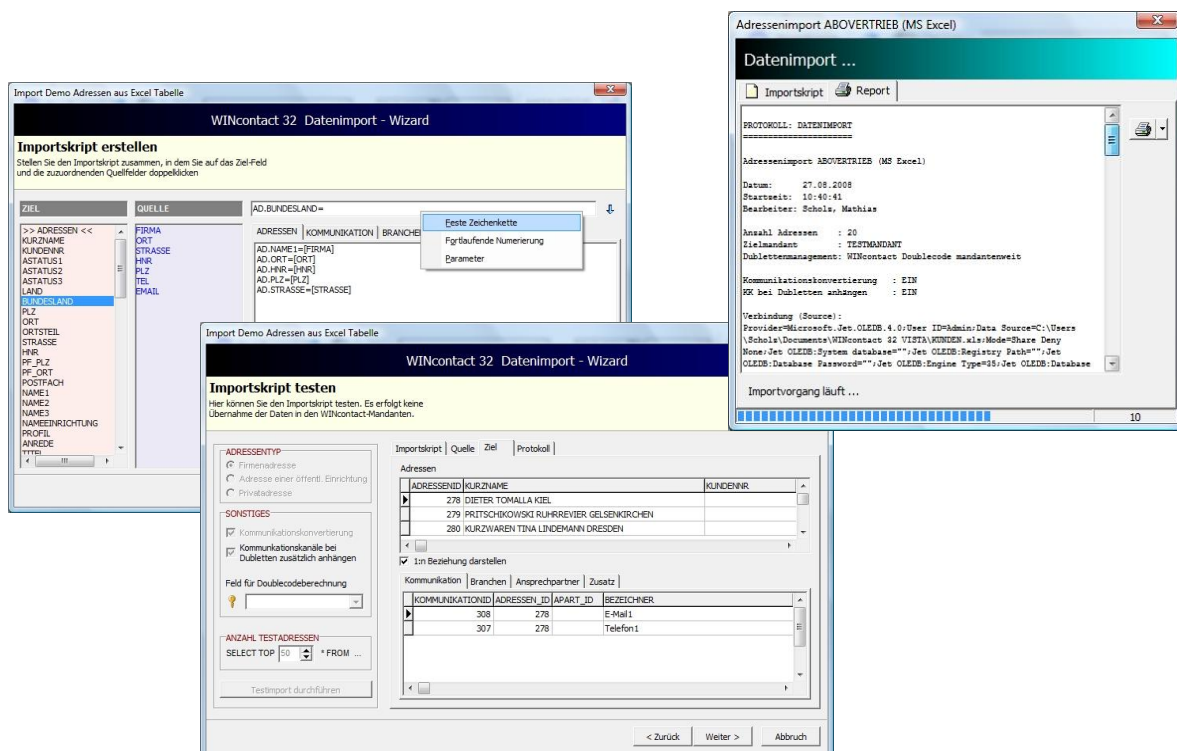 Import Demo Adressen aus Excel Tabelle
WINcontact 32 Datenimport - Wizard
Importskript erstellen
Stellen Sie den Importskript zusammen, in dem Sie auf das Ziel-Feld
und die zuzuordnenden Quellfelder doppelklicken
ZIEL
>> ADRESSEN <<
KURZNAME
KUNDENNR
ASTATUS1
ASTATUS2
ASTATUS3
LAND
BUNDESLAND
PLZ
ORT
ORTSTEIL
STRASSE
HNR
PF_PLZ
PF_ORT
POSTFACH
NAME1
NAME2
NAME3
NAMEEINRICHTUNG
PROFIL
ANREDE
TITEL
QUELLE
FIRMA
ORT
STRASSE
HNR
PLZ
TEL
EMAIL
AD.BUNDESLAND=
ADRESSEN KOMMUNIKATION BRANCHEN
AD.NAME1=[FIRMA]
AD.ORT=[ORT]
AD.HNR=[HNR]
AD.PLZ=[PLZ]
AD.STRASSE=[STRASSE]
Feste Zeichenkette
Fortlaufende Numerierung
Parameter
Import Demo Adressen aus Excel Tabelle
WINcontact 32 Datenimport - Wizard
Importskript testen
Hier können Sie den Importskript testen. Es erfolgt keine
Übernahme der Daten in den WINcontact-Mandanten.
ADRESSENTYP
Firmenadresse
Adresse einer öffentl. Einrichtung
Privatadresse
SONSTIGES
Kommunikationskonvertierung
Kommunkationskanäle bei
Dubletten zusätzlich anhängen
Feld für Doublecodeberechnung
ANZAHL TESTADRESSEN
SELECT TOP 50 * FROM ...
Testimport durchführen
Importskript Quelle Ziel Protokoll
Adressen
ADRESSENID KURZNAME KUNDENNR
278 DIETER TOMALLA KIEL
279 PRITSCHIKOWSKI RUHRREVIER GELSENKIRCHEN
280 KURZWAREN TINA LINDEMANN DRESDEN
1:n Beziehung darstellen
Kommunikation Branchen Ansprechpartner Zusatz
KOMMUNIKATIONID ADRESSEN_ID APART_ID BEZEICHNER
308 278 E-Mail1
307 278 Telefon1
< Zurück Weiter > Abbruch
Adressenimport ABOVERTRIEB (MS Excel)
Datenimport ...
Importskript Report
PROTOKOLL: DATENIMPORT
======================
Adressenimport ABOVERTRIEB (MS Excel)
Datum: 27.08.2008
Startzeit: 10:40:41
Bearbeiter: Schols, Mathias
Anzahl Adressen : 20
Zielmandant : TESTMANDANT
Dublettenmanagement: WINcontact Doublecode mandantenweit
Kommunikationskonvertierung : EIN
KK bei Dubletten anhängen : EIN
Verbindung (Source):
Provider=Microsoft.Jet.OLEDB.4.0;User ID=Admin;Data Source=C:\Users
\Schols\Documents\WINcontact 32 VISTA\KUNDEN.xls;Mode=Share Deny
None;Jet OLEDB:System database="";Jet OLEDB:Registry Path="";Jet
OLEDB:Database Password="";Jet OLEDB:Engine Type=35;Jet OLEDB:Database
Importvorgang läuft ...
10